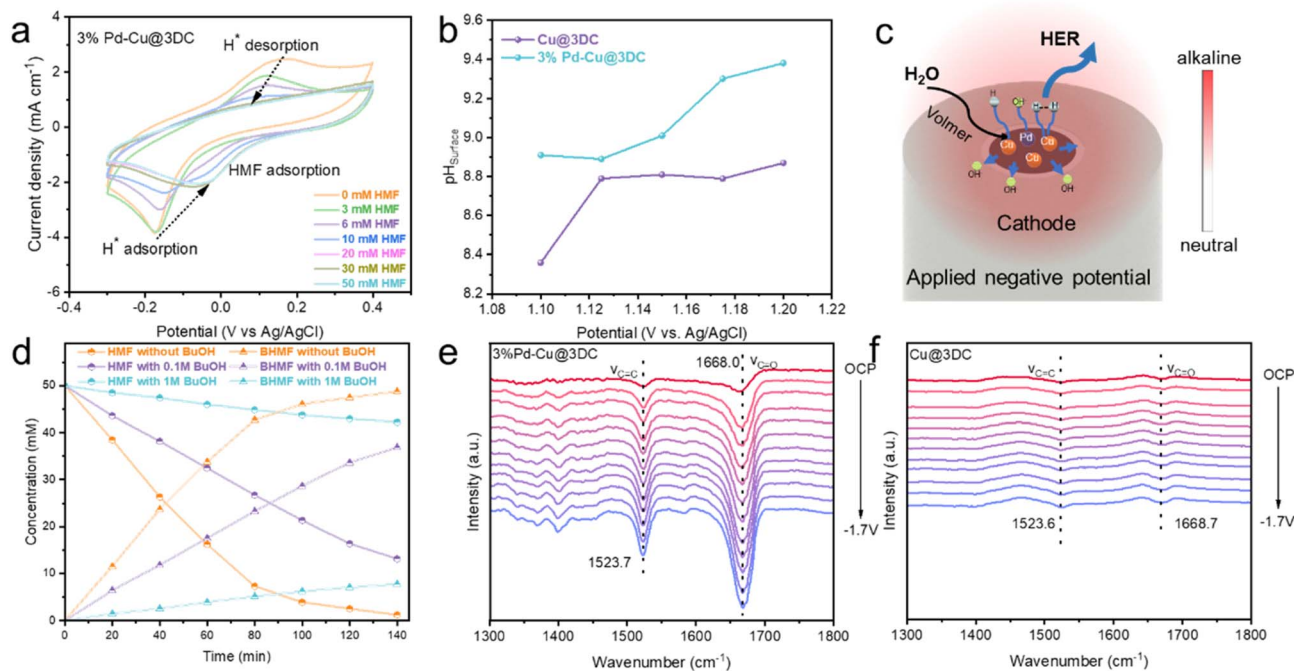 a
3% Pd-Cu@3DC
H* desorption
HMF adsorption
H* adsorption
0 mM HMF
3 mM HMF
6 mM HMF
10 mM HMF
20 mM HMF
30 mM HMF
50 mM HMF
Current density (mA cm⁻²)
4
2
0
-2
-4
-6
-0.4
-0.2
0.0
0.2
0.4
Potential (V vs Ag/AgCl)
b
Cu@3DC
3% Pd-Cu@3DC
pHSurface
9.6
9.4
9.2
9.0
8.8
8.6
8.4
8.2
1.08
1.10
1.12
1.14
1.16
1.18
1.20
1.22
Potential (V vs. Ag/AgCl)
c
HER
H₂O
Volmer
H
OH
H
H
Pd
Cu
Cu
Cu
OH
OH
OH
Cathode
Applied negative potential
alkaline
neutral
d
HMF without BuOH
BHMF without BuOH
HMF with 0.1M BuOH
BHMF with 0.1M BuOH
HMF with 1M BuOH
BHMF with 1M BuOH
Concentration (mM)
50
40
30
20
10
0
0
20
40
60
80
100
120
140
Time (min)
e
3%Pd-Cu@3DC
1668.0
νC=C
νC=O
OCP
-1.7V
1523.7
Intensity (a.u.)
1300
1400
1500
1600
1700
1800
Wavenumber (cm⁻¹)
f
Cu@3DC
νC=C
νC=O
OCP
-1.7V
1523.6
1668.7
Intensity (a.u.)
1300
1400
1500
1600
1700
1800
Wavenumber (cm⁻¹)